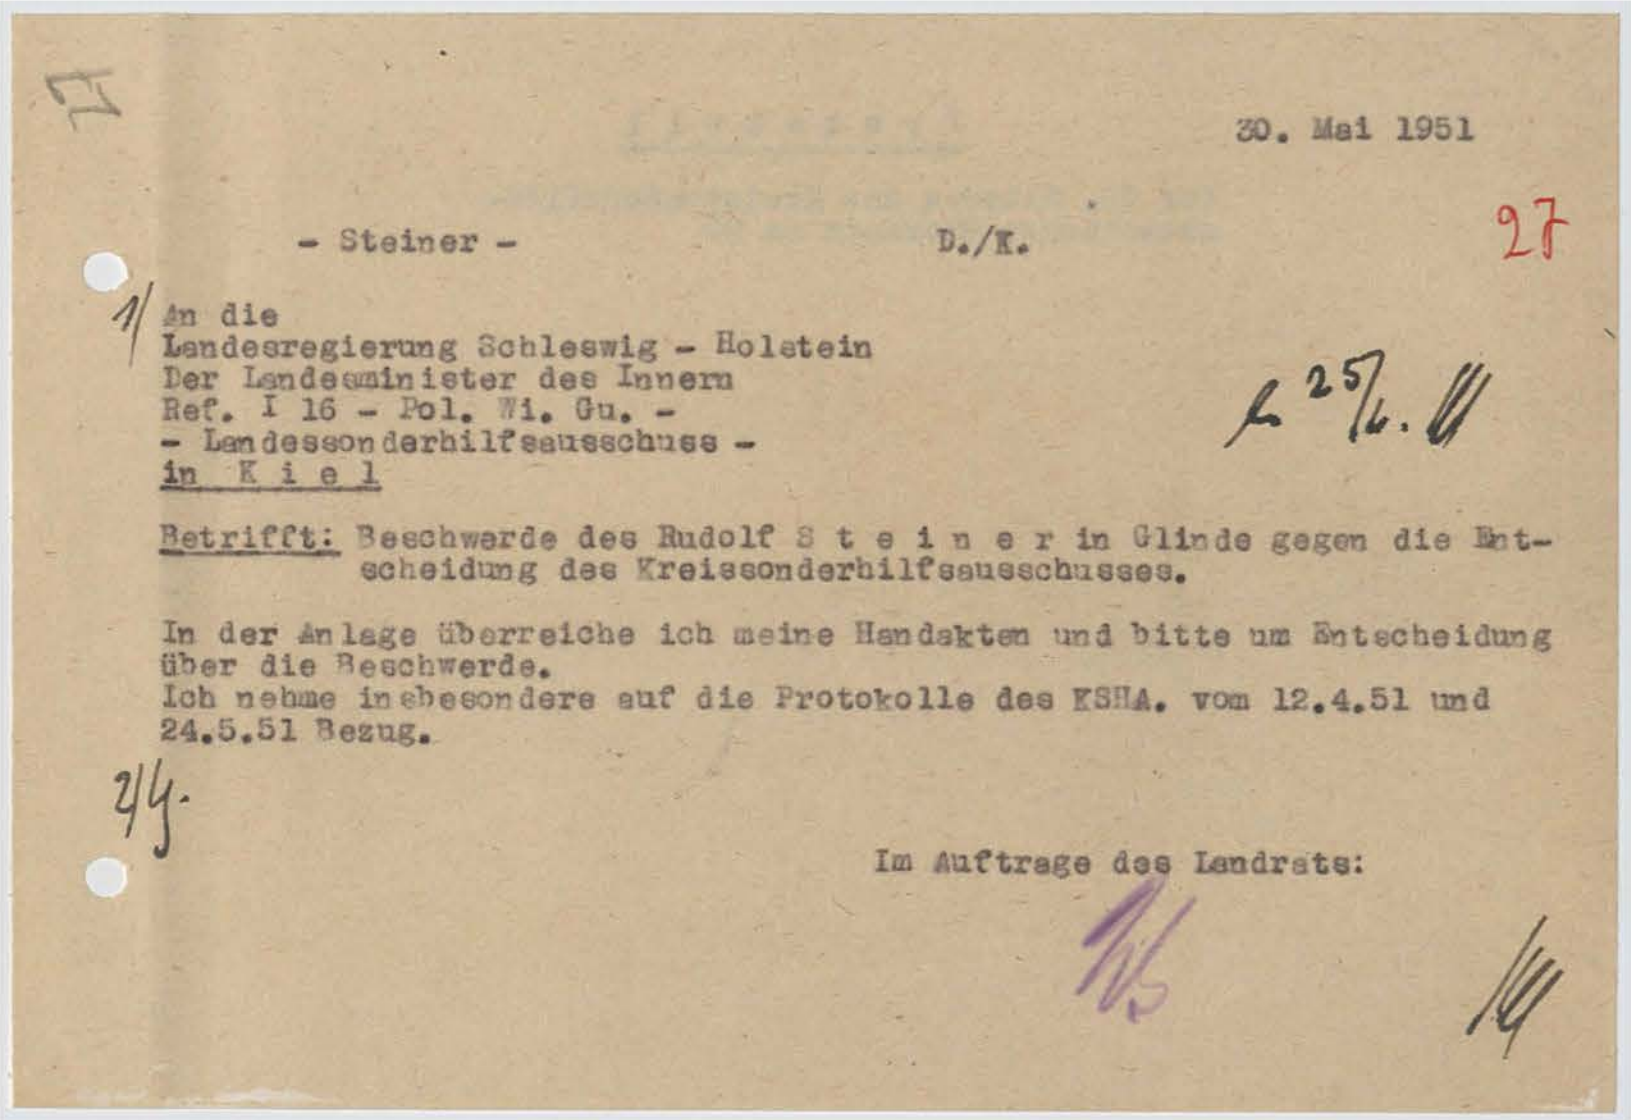 30. Mai 1951
27
- Steiner - D./K.
1/ An die
Landesregierung Schleswig - Holstein
Der Landesminister des Innern
Ref. I 16 - Pol. Wi. Gu. -
- Landessonderhilfsausschuss -
in K i e l
Betrifft: Beschwerde des Rudolf S t e i n e r in Glinde gegen die Ent-
scheidung des Kreissonderhilfsausschusses.
In der Anlage überreiche ich meine Handakten und bitte um Entscheidung
über die Beschwerde.
Ich nehme insbesondere auf die Protokolle des KSHA. vom 12.4.51 und
24.5.51 Bezug.
2/
Im Auftrage des Landrats: